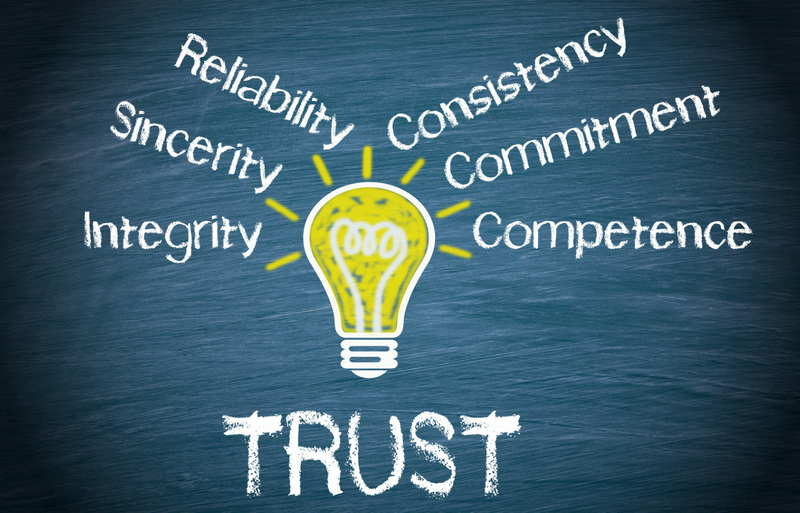 Reliability
Consistency
Sincerity
Commitment
Integrity
Competence
TRUST